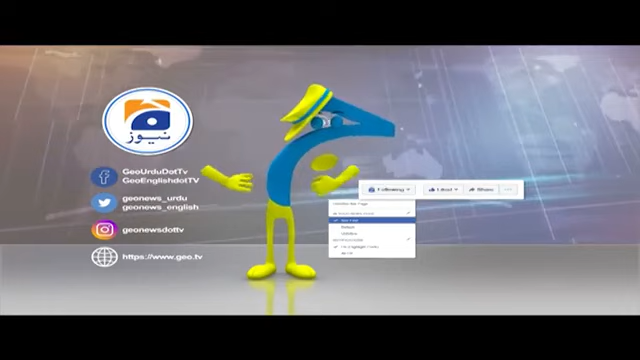 نیوز
GeoUrduDotTv
GeoEnglishdotTV
geonews_urdu
geonews_english
geonewsdottv
https://www.geo.tv
Following
Liked
Share